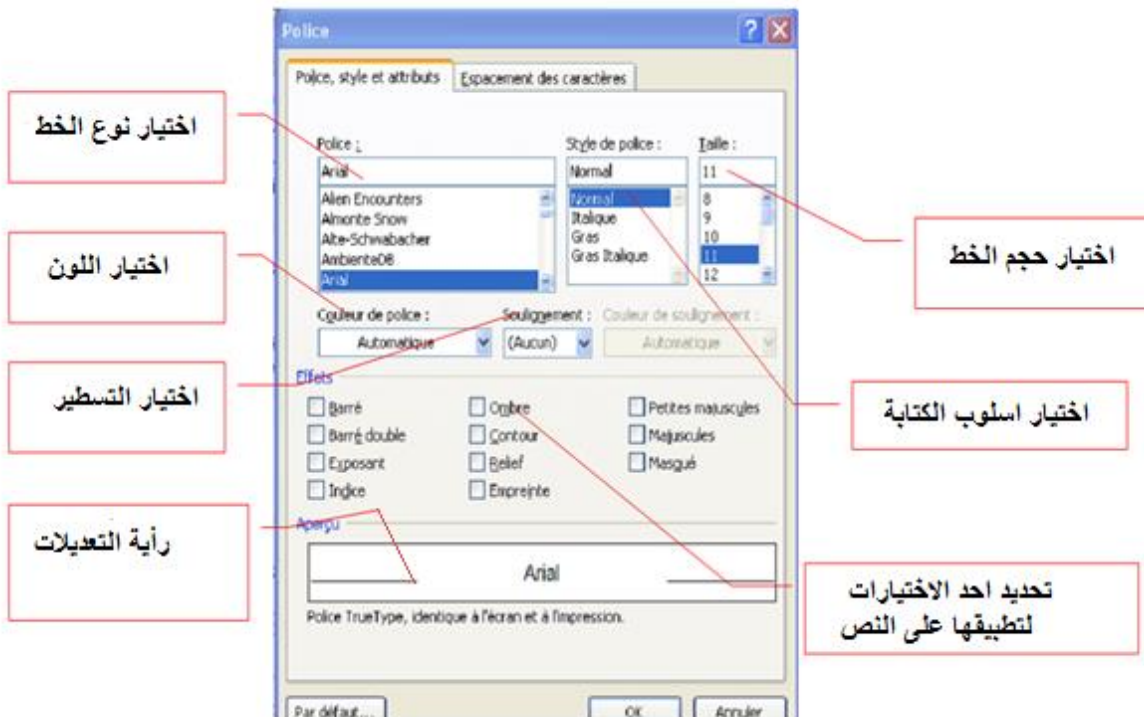 Police
Police, style et attributs
Espacement des caractères
اختيار نوع الخط
Police :
Style de police :
Taille :
Arial
Normal
11
Alien Encounters
Almonte Snow
Alte-Schwabacher
AmbienteDB
Arial
Normal
Italique
Gras
Gras Italique
8
9
10
11
12
اختيار حجم الخط
اختيار اللون
Couleur de police :
Soulignement :
Couleur de soulignement :
Automatique
(Aucun)
Automatique
اختيار التسطير
اختيار اسلوب الكتابة
Effets
Barré
Ombre
Petites majuscules
Barré double
Contour
Majuscules
Exposant
Relief
Masqué
Indice
Empreinte
رأية التعديلات
Aperçu
Arial
Police TrueType, identique à l'écran et à l'impression.
تحديد احد الاختيارات
لتطبيقها على النص
Par défaut...
OK
Annuler